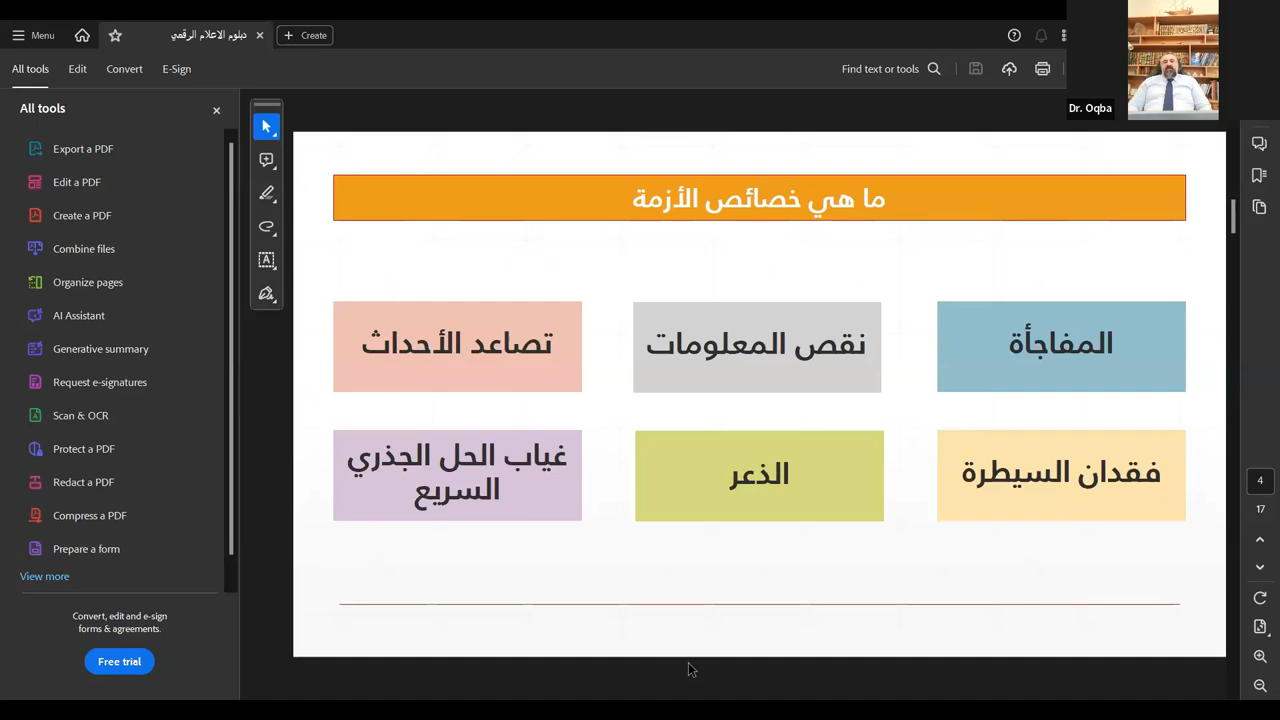 Menu
دبلوم الاعلام الرقمي
Create
All tools
Edit
Convert
E-Sign
Find text or tools
Dr. Oqba
All tools
Export a PDF
Edit a PDF
Create a PDF
Combine files
Organize pages
AI Assistant
Generative summary
Request e-signatures
Scan & OCR
Protect a PDF
Redact a PDF
Compress a PDF
Prepare a form
View more
Convert, edit and e-sign
forms & agreements.
Free trial
ما هي خصائص الأزمة
المفاجأة
نقص المعلومات
تصاعد الأحداث
فقدان السيطرة
الذعر
غياب الحل الجذري
السريع
4
17